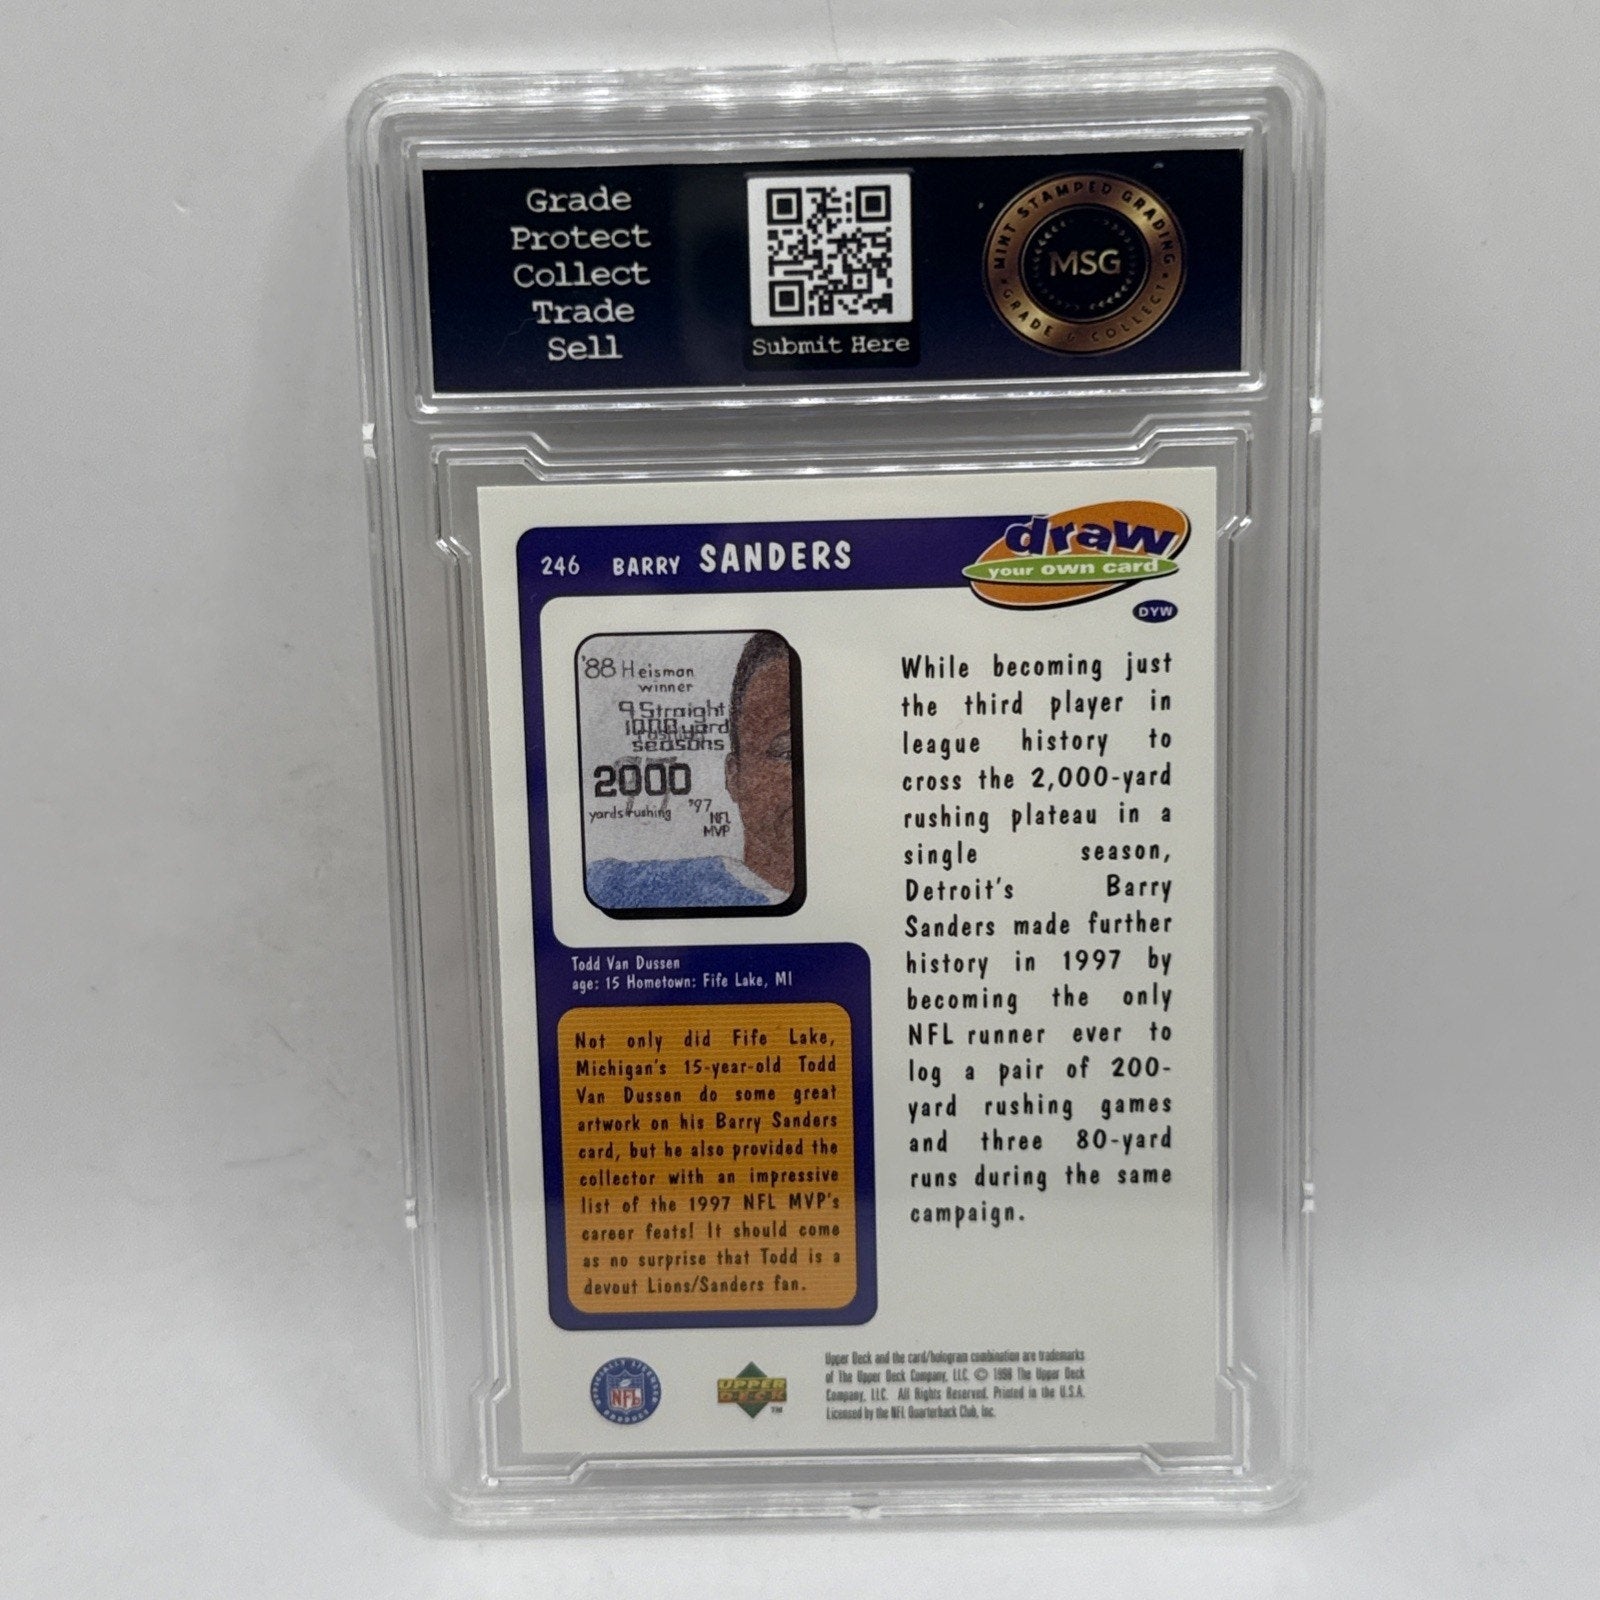 Grade
Protect
Collect
Trade
Sell
Submit Here
MINT STAMPED GRADING
MSG
GRADE & COLLECT
246 BARRY SANDERS
draw
your own card
DYW
'88 Heisman
winner
9 Straight
1000 yard
rushing
seasons
2000
yards rushing
'97
NFL
MVP
Todd Van Dussen
age: 15 Hometown: Fife Lake, MI
Not only did Fife Lake,
Michigan's 15-year-old Todd
Van Dussen do some great
artwork on his Barry Sanders
card, but he also provided the
collector with an impressive
list of the 1997 NFL MVP's
career feats! It should come
as no surprise that Todd is a
devout Lions/Sanders fan.
While becoming just
the third player in
league history to
cross the 2,000-yard
rushing plateau in a
single season,
Detroit's Barry
Sanders made further
history in 1997 by
becoming the only
NFL runner ever to
log a pair of 200-
yard rushing games
and three 80-yard
runs during the same
campaign.
OFFICIALLY LICENSED
NFL
PRODUCT
UPPER
DECK
TM
Upper Deck and the card/hologram combination are trademarks
of The Upper Deck Company, LLC. © 1998 The Upper Deck
Company, LLC. All Rights Reserved. Printed in the U.S.A.
Licensed by the NFL Quarterback Club, Inc.